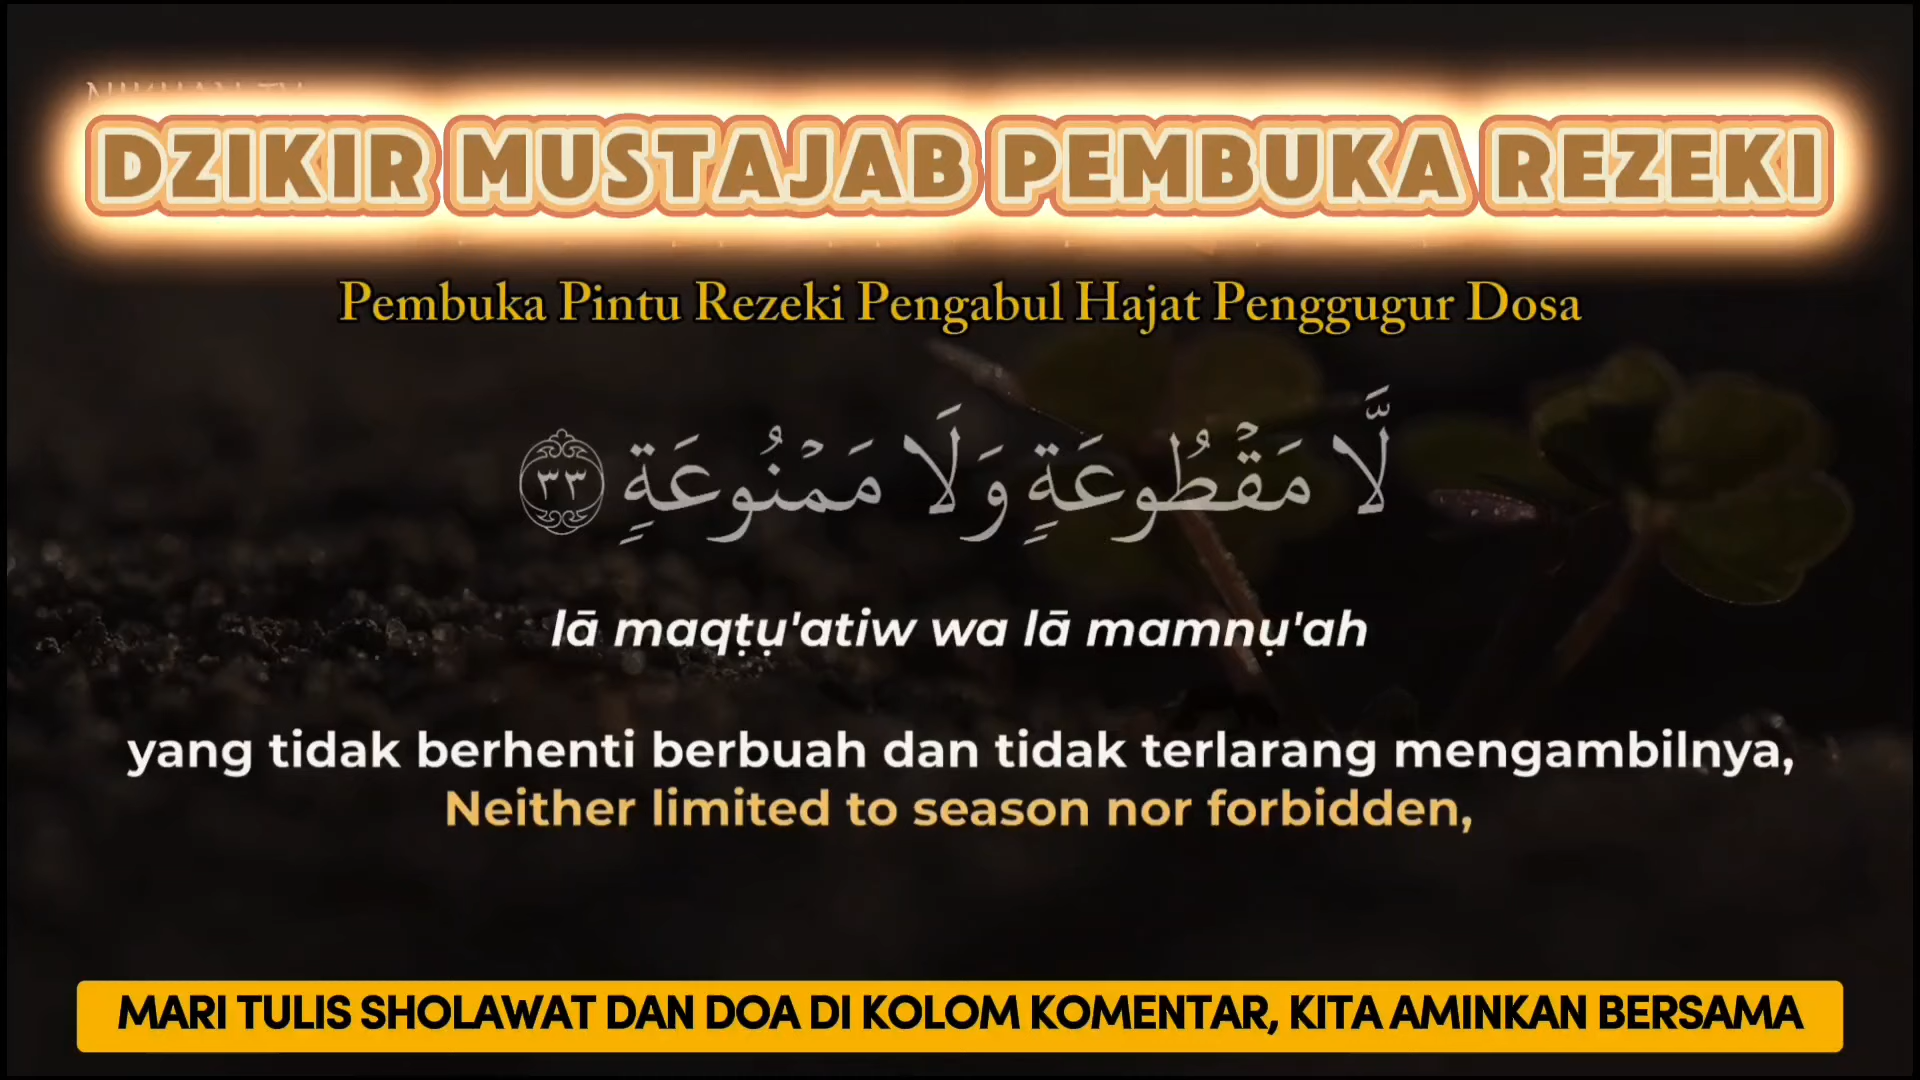 DZIKIR MUSTAJAB PEMBUKA REZEKI
Pembuka Pintu Rezeki Pengabul Hajat Penggugur Dosa
لَّا مَقْطُوعَةٍ وَلَا مَمْنُوعَةٍ ٣٣
lā maqṭụ'atiw wa lā mamnụ'ah
yang tidak berhenti berbuah dan tidak terlarang mengambilnya,
Neither limited to season nor forbidden,
MARI TULIS SHOLAWAT DAN DOA DI KOLOM KOMENTAR, KITA AMINKAN BERSAMA